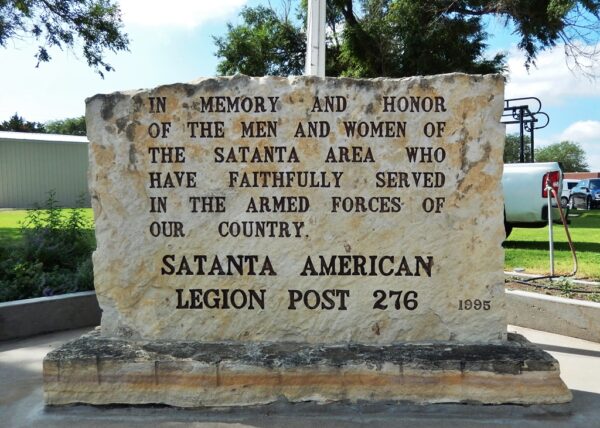 IN MEMORY AND HONOR
OF THE MEN AND WOMEN OF
THE SATANTA AREA WHO
HAVE FAITHFULLY SERVED
IN THE ARMED FORCES OF
OUR COUNTRY.
SATANTA AMERICAN
LEGION POST 276
1995